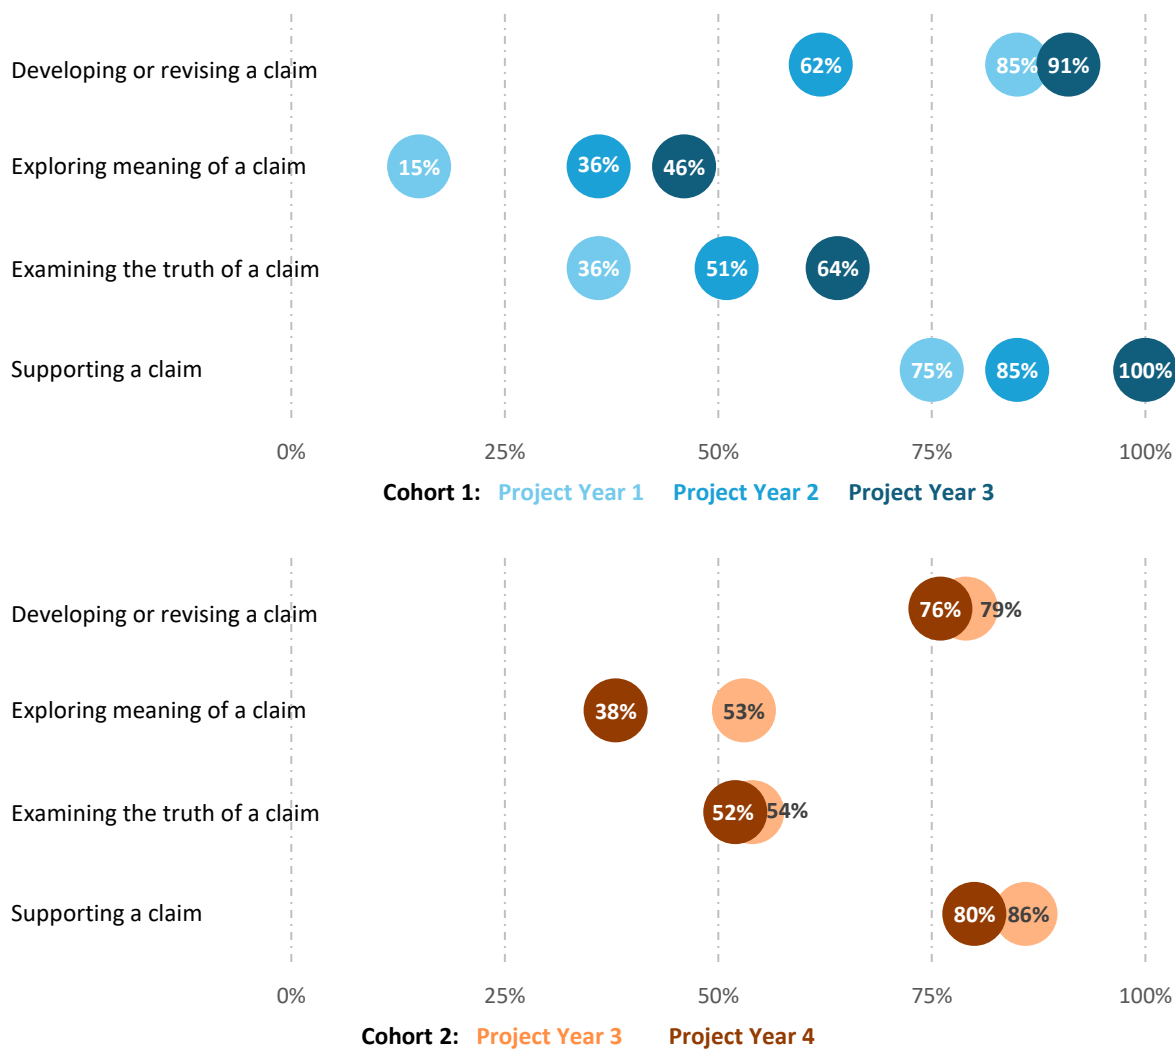 Developing or revising a claim 62% 85% 91%
Exploring meaning of a claim 15% 36% 46%
Examining the truth of a claim 36% 51% 64%
Supporting a claim 75% 85% 100%
0% 25% 50% 75% 100%
Cohort 1: Project Year 1 Project Year 2 Project Year 3
Developing or revising a claim 76% 79%
Exploring meaning of a claim 38% 53%
Examining the truth of a claim 52% 54%
Supporting a claim 80% 86%
0% 25% 50% 75% 100%
Cohort 2: Project Year 3 Project Year 4